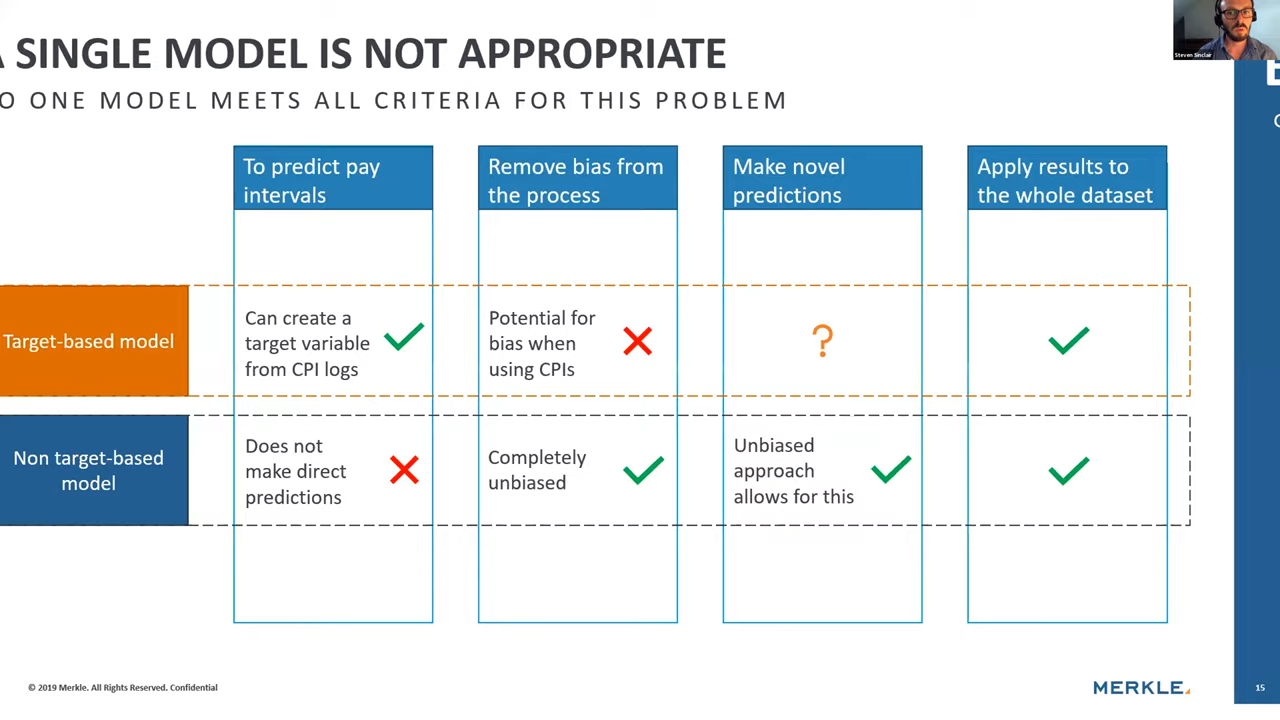 A SINGLE MODEL IS NOT APPROPRIATE
O ONE MODEL MEETS ALL CRITERIA FOR THIS PROBLEM
Steven Sinclair
To predict pay
intervals
Remove bias from
the process
Make novel
predictions
Apply results to
the whole dataset
Target-based model
Can create a
target variable
from CPI logs
Potential for
bias when
using CPIs
?
Non target-based
model
Does not
make direct
predictions
Completely
unbiased
Unbiased
approach
allows for this
© 2019 Merkle. All Rights Reserved. Confidential
MERKLE
15